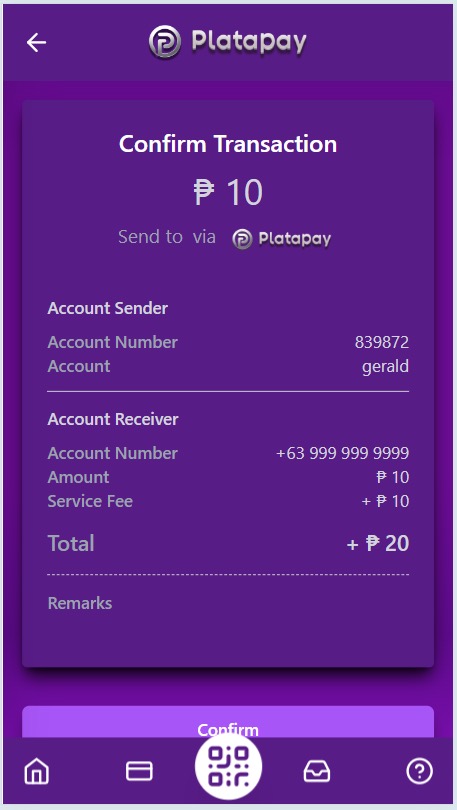 Platapay
Confirm Transaction
₱ 10
Send to via Platapay
Account Sender
Account Number 839872
Account gerald
Account Receiver
Account Number +63 999 999 9999
Amount ₱ 10
Service Fee + ₱ 10
Total + ₱ 20
Remarks
Confirm